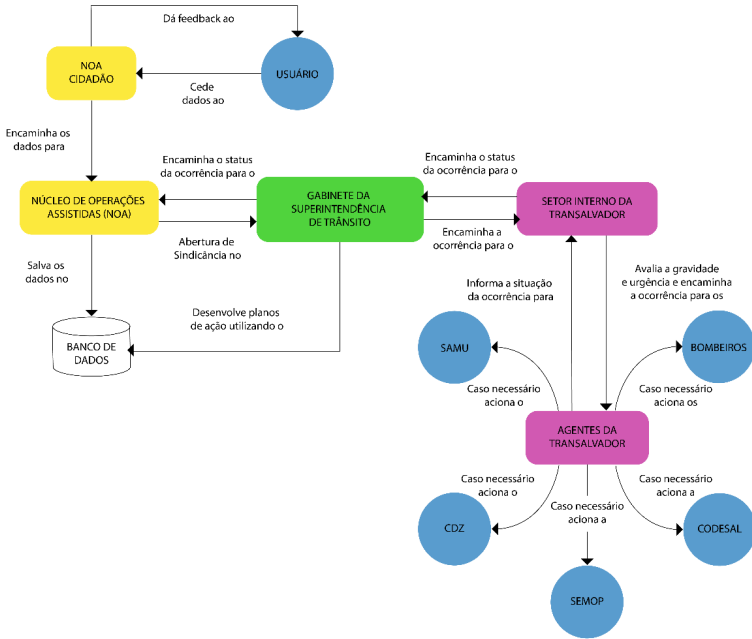 Dá feedback ao
NOA
CIDADÃO
USUÁRIO
Cede
dados ao
Encaminha os
dados para
Encaminha o status
da ocorrência para o
Encaminha o status
da ocorrência para o
NÚCLEO DE OPERAÇÕES
ASSISTIDAS (NOA)
GABINETE DA
SUPERINTENDÊNCIA
DE TRÂNSITO
SETOR INTERNO DA
TRANSALVADOR
Abertura de
Sindicância no
Encaminha a
ocorrência para o
Salva os
dados no
Informa a situação
da ocorrência para
Avalia a gravidade
e urgência e encaminha
a ocorrência para os
Desenvolve planos
de ação utilizando o
BANCO DE
DADOS
SAMU
BOMBEIROS
Caso necessário
aciona o
Caso necessário
aciona os
AGENTES DA
TRANSALVADOR
Caso necessário
aciona o
Caso necessário
aciona a
Caso necessário
aciona a
CDZ
CODESAL
SEMOP